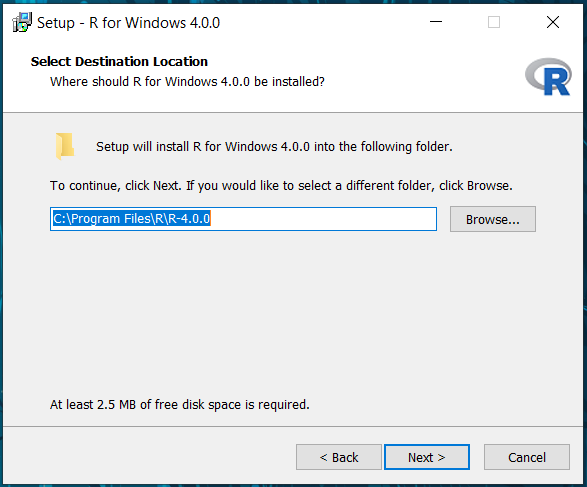 Setup - R for Windows 4.0.0
Select Destination Location
Where should R for Windows 4.0.0 be installed?
R
Setup will install R for Windows 4.0.0 into the following folder.
To continue, click Next. If you would like to select a different folder, click Browse.
C:\Program Files\R\R-4.0.0
Browse...
At least 2.5 MB of free disk space is required.
< Back
Next >
Cancel